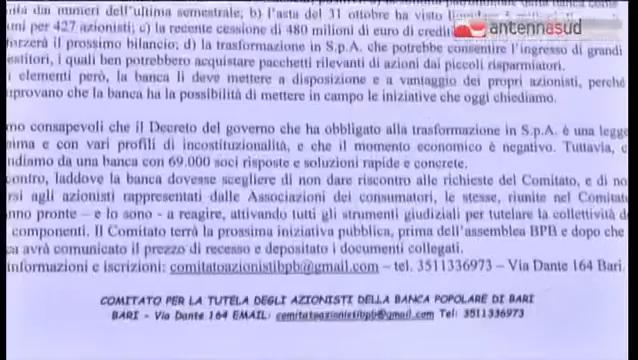 antennasud
rità dai numeri dell'ultima semestrale; b) l'asta del 31 ottobre ha visto
mi per 427 azionisti; c) la recente cessione di 480 milioni di euro di credit
forzerà il prossimo bilancio; d) la trasformazione in S.p.A. che potrebbe consentire l'ingresso di grandi
estitori, i quali ben potrebbero acquistare pacchetti rilevanti di azioni dai piccoli risparmiatori.
i elementi però, la banca li deve mettere a disposizione e a vantaggio dei propri azionisti, perché
uprovano che la banca ha la possibilità di mettere in campo le iniziative che oggi chiediamo.
mo consapevoli che il Decreto del governo che ha obbligato alla trasformazione in S.p.A. è una legge
sima e con vari profili di incostituzionalità, e che il momento economico è negativo. Tuttavia, e
ndiamo da una banca con 69.000 soci risposte e soluzioni rapide e concrete.
contro, laddove la banca dovesse scegliere di non dare riscontro alle richieste del Comitato, e di no
rsi agli azionisti rappresentati dalle Associazioni dei consumatori, le stesse, riunite nel Comitato
nno pronte – e lo sono - a reagire, attivando tutti gli strumenti giudiziali per tutelare la collettività d
componenti. Il Comitato terrà la prossima iniziativa pubblica, prima dell'assemblea BPB e dopo che
ca avrà comunicato il prezzo di recesso e depositato i documenti collegati.
informazioni e iscrizioni: comitatoazionistibpb@gmail.com – tel. 3511336973 – Via Dante 164 Bari.
COMITATO PER LA TUTELA DEGLI AZIONISTI DELLA BANCA POPOLARE DI BARI
BARI – Via Dante 164 EMAIL: comitatoazionistibpb@gmail.com Tel: 3511336973